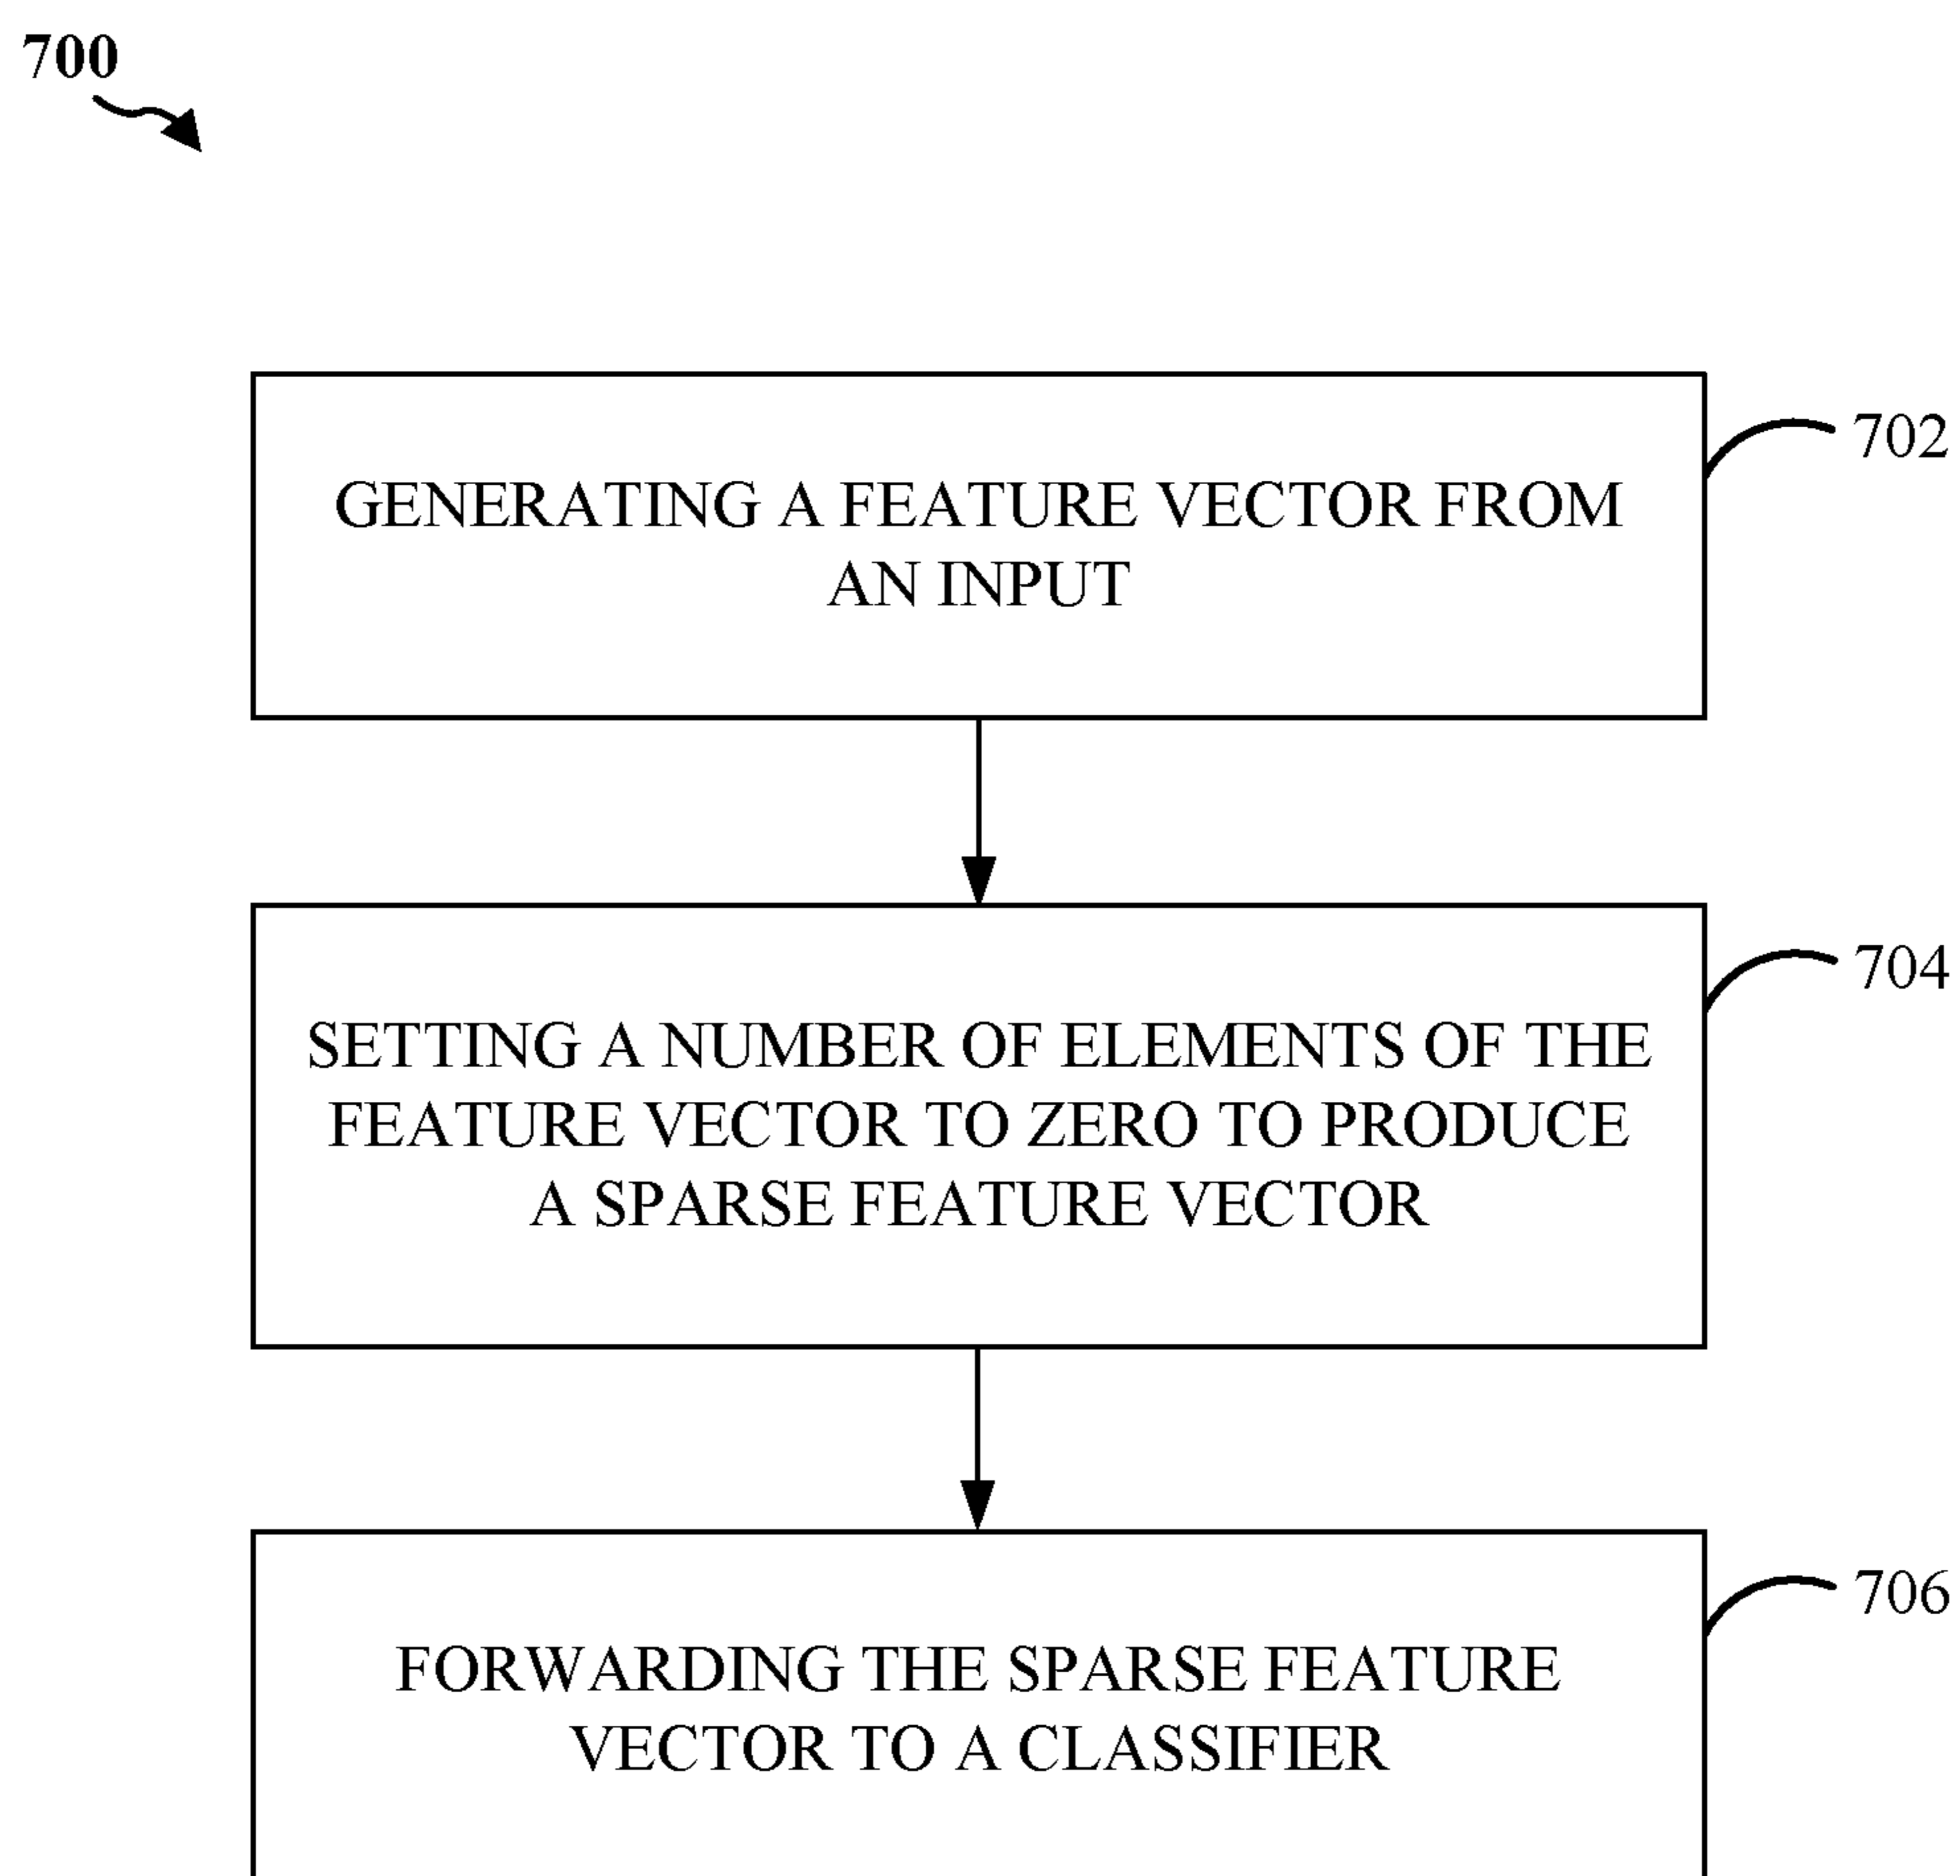 700
702
GENERATING A FEATURE VECTOR FROM
AN INPUT
704
SETTING A NUMBER OF ELEMENTS OF THE
FEATURE VECTOR TO ZERO TO PRODUCE
A SPARSE FEATURE VECTOR
706
FORWARDING THE SPARSE FEATURE
VECTOR TO A CLASSIFIER